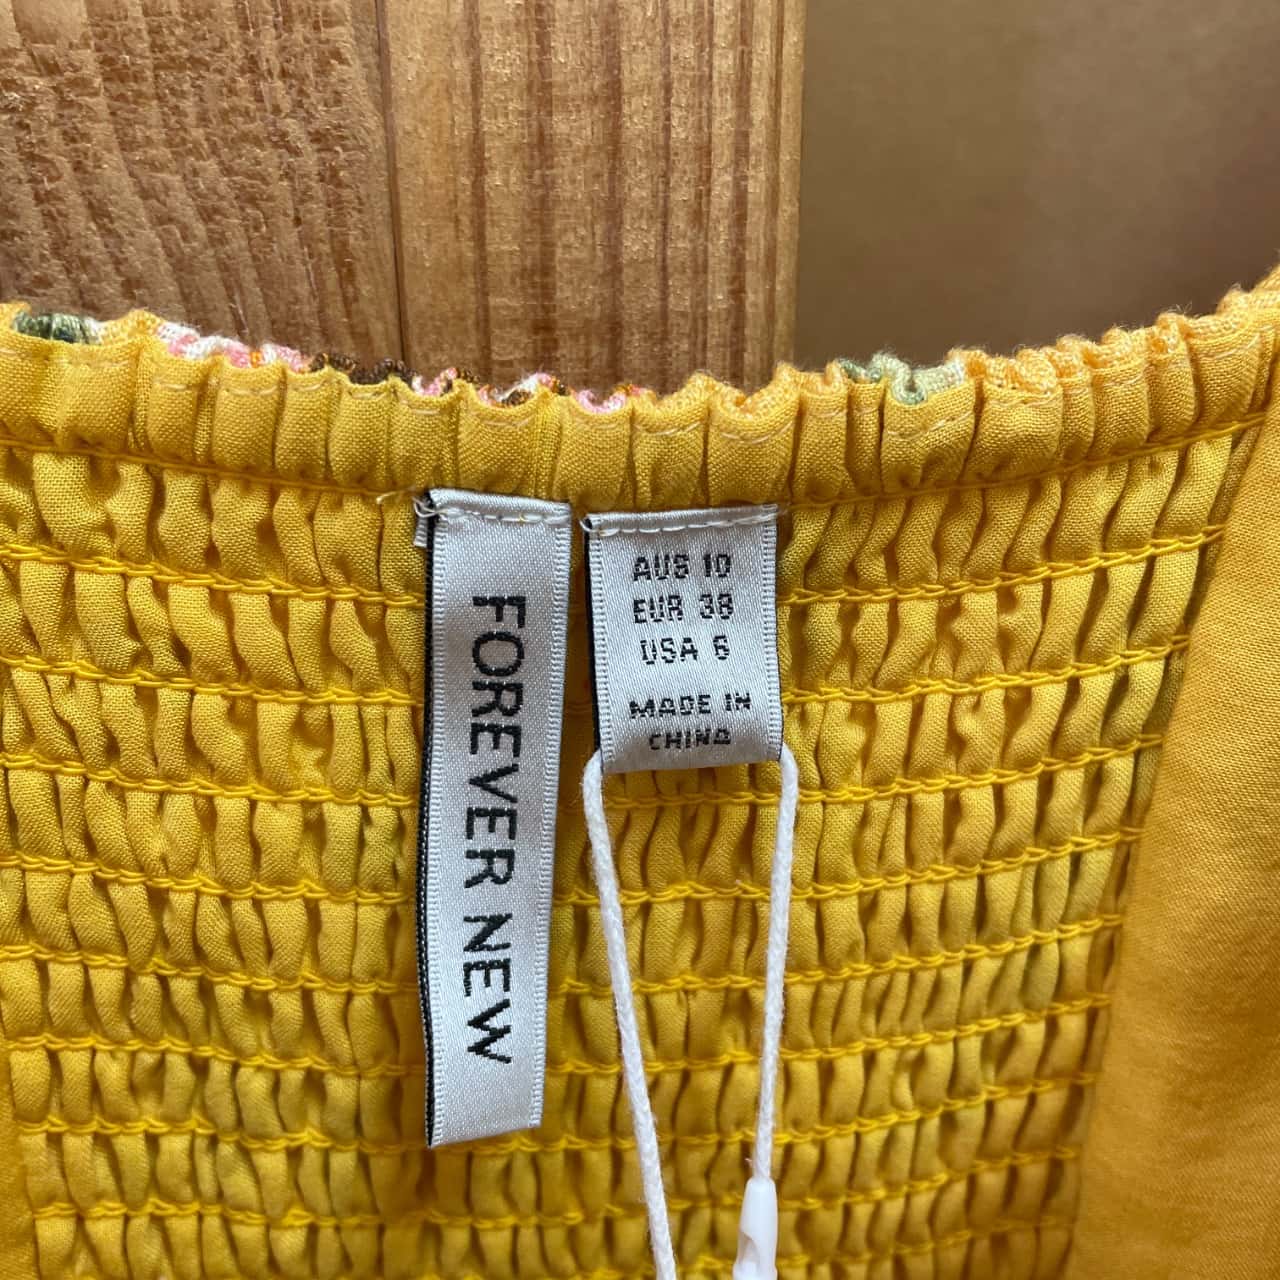 FOREVER NEW
AUS 10
EUR 38
USA 6
MADE IN
CHINA